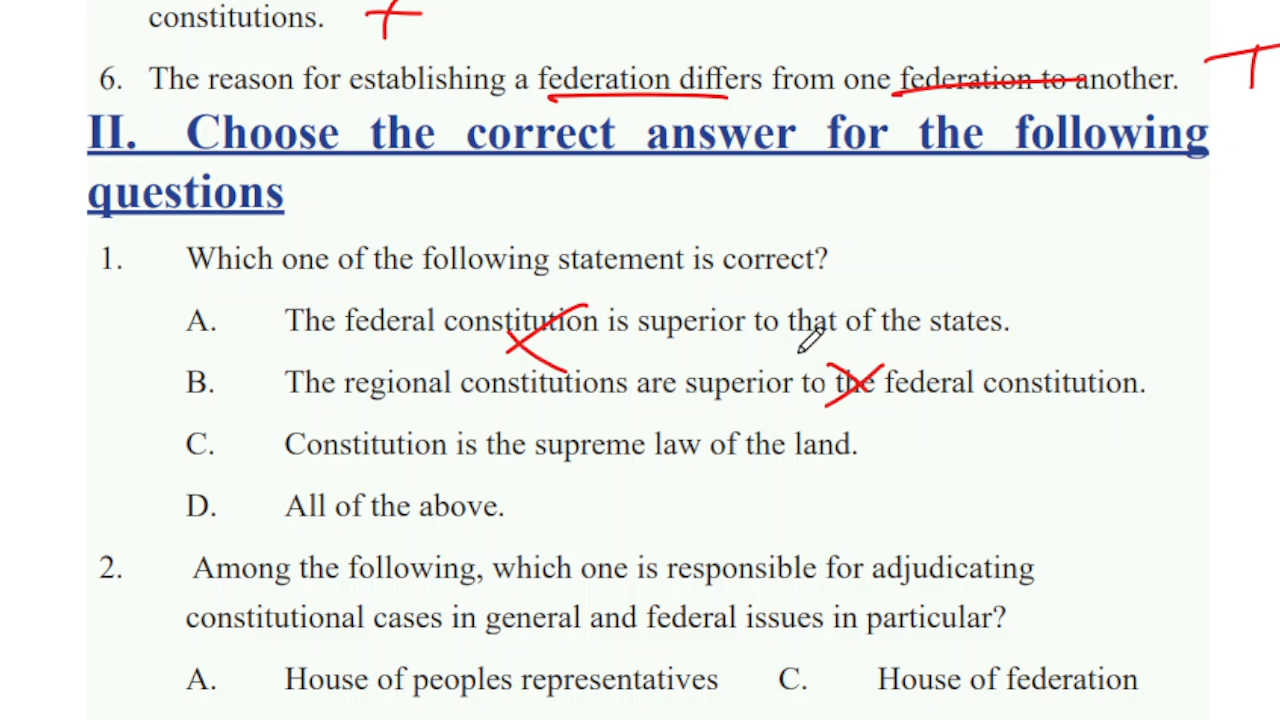 constitutions.
6. The reason for establishing a federation differs from one federation to another. T
II. Choose the correct answer for the following
questions
1. Which one of the following statement is correct?
A. The federal constitution is superior to that of the states.
B. The regional constitutions are superior to the federal constitution.
C. Constitution is the supreme law of the land.
D. All of the above.
2. Among the following, which one is responsible for adjudicating
constitutional cases in general and federal issues in particular?
A. House of peoples representatives C. House of federation